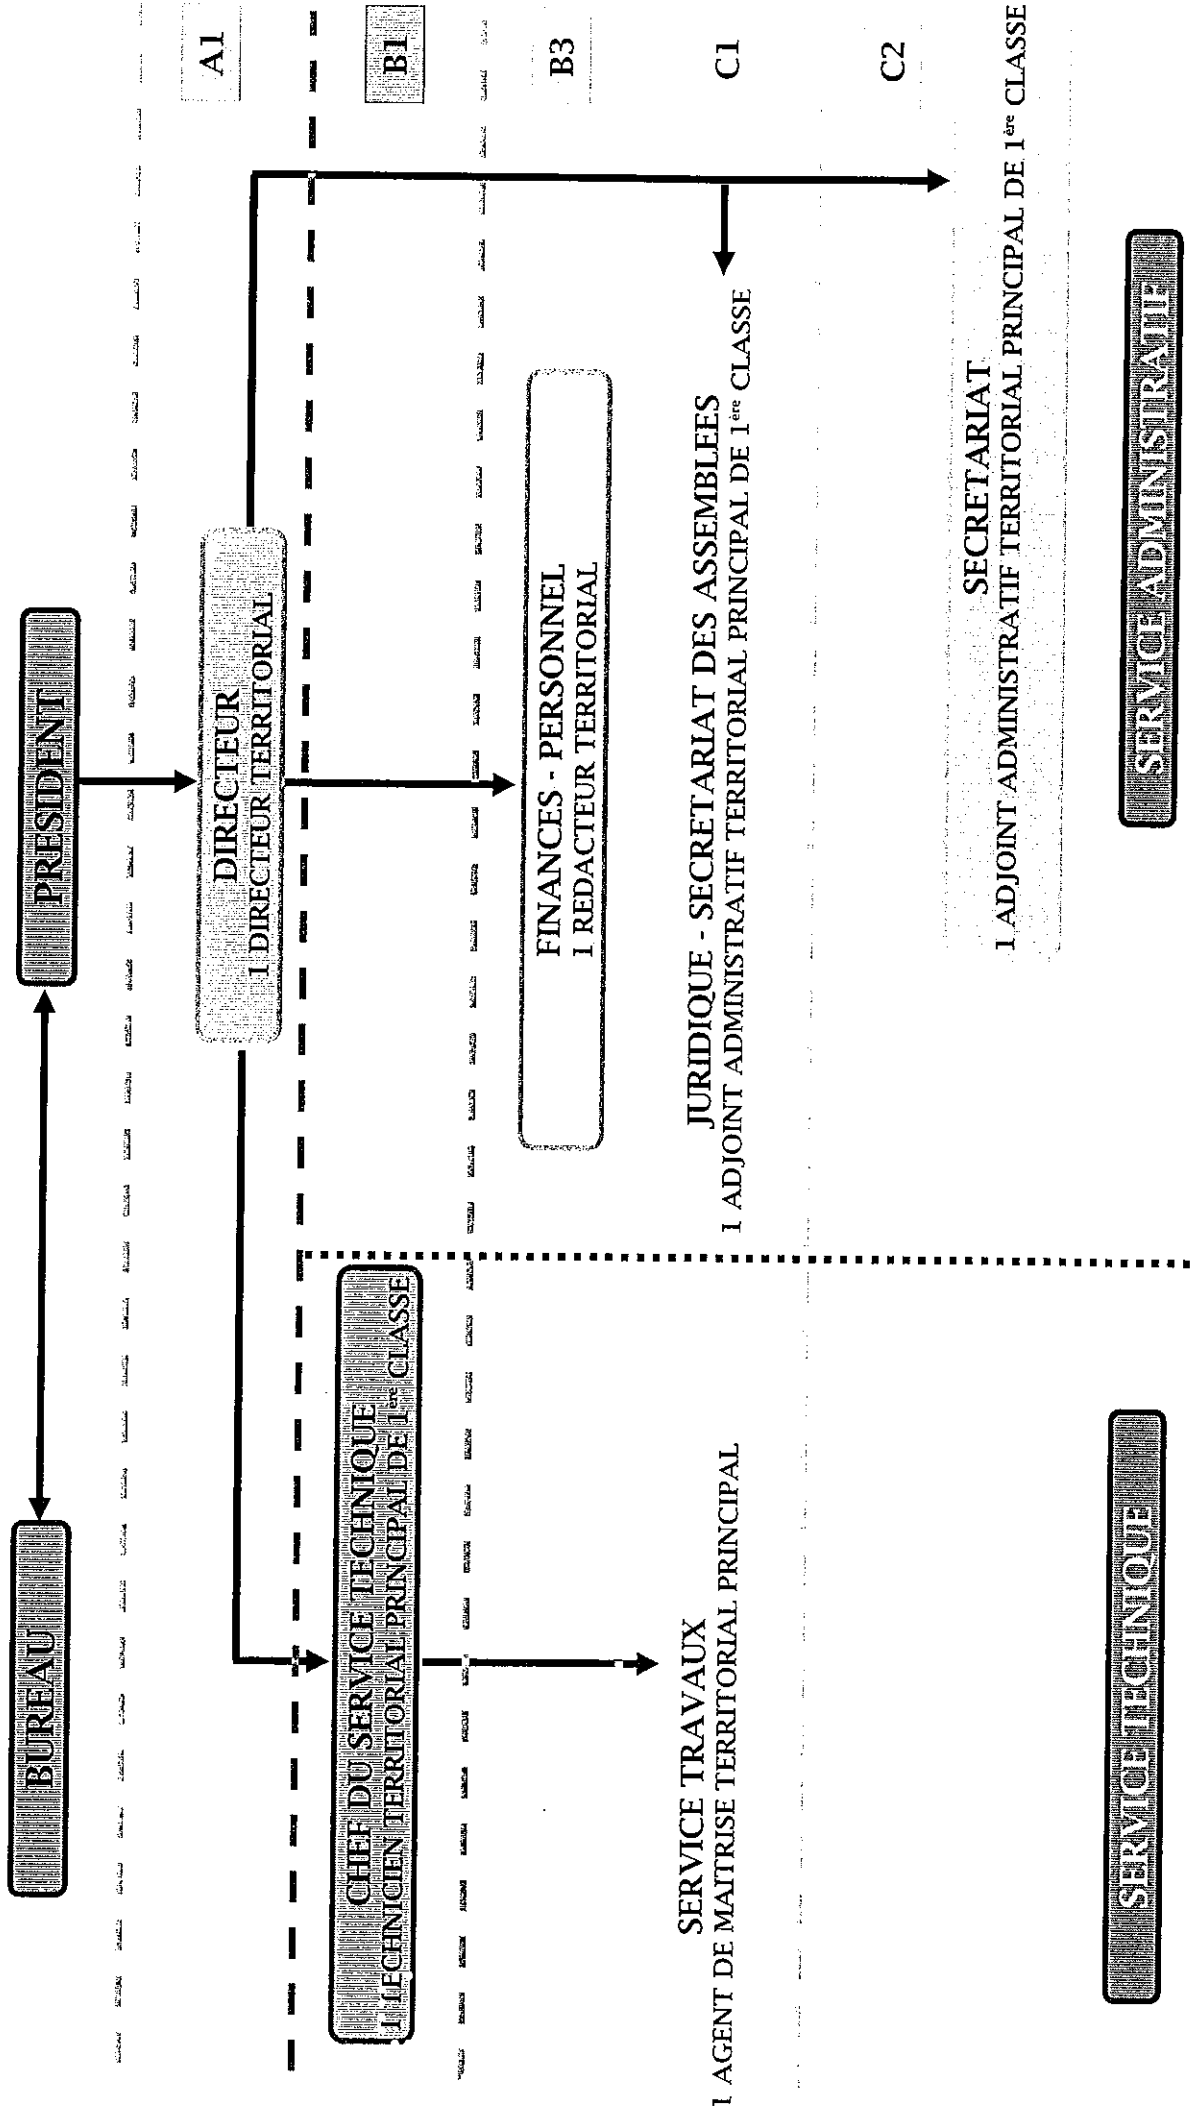 BUREAU
PRESIDENT
A1
DIRECTEUR
1 DIRECTEUR TERRITORIAL
B1
CHEF DU SERVICE TECHNIQUE
1 TECHNICIEN TERRITORIAL PRINCIPAL DE 1ere CLASSE
B3
FINANCES - PERSONNEL
1 REDACTEUR TERRITORIAL
C1
SERVICE TRAVAUX
1 AGENT DE MAITRISE TERRITORIAL PRINCIPAL
JURIDIQUE - SECRETARIAT DES ASSEMBLEES
1 ADJOINT ADMINISTRATIF TERRITORIAL PRINCIPAL DE 1ère CLASSE
C2
SECRETARIAT
1 ADJOINT ADMINISTRATIF TERRITORIAL PRINCIPAL DE 1ère CLASSE
SERVICE TECHNIQUE
SERVICE ADMINISTRATIF